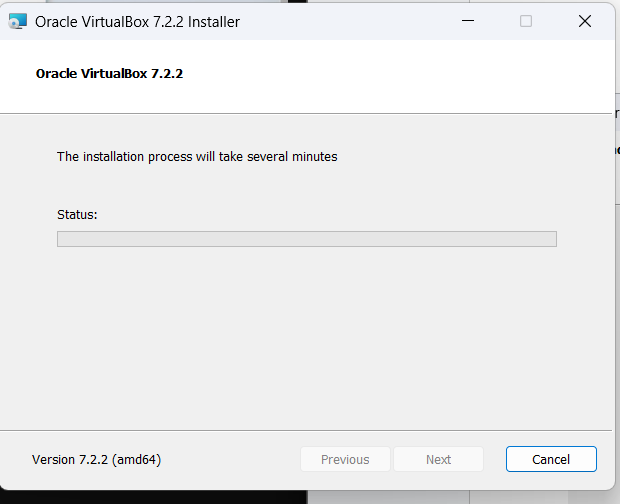 Oracle VirtualBox 7.2.2 Installer
Oracle VirtualBox 7.2.2
The installation process will take several minutes
Status:
Version 7.2.2 (amd64)
Previous
Next
Cancel